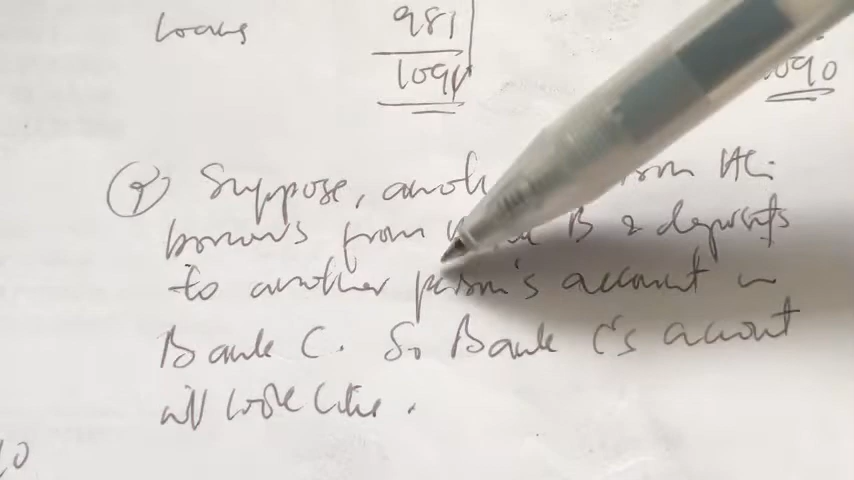 Loans 981
1090 1090
Suppose, anoth
borrows from B & deposits
to another person's account in
Bank C. So Bank C's account
will look like.